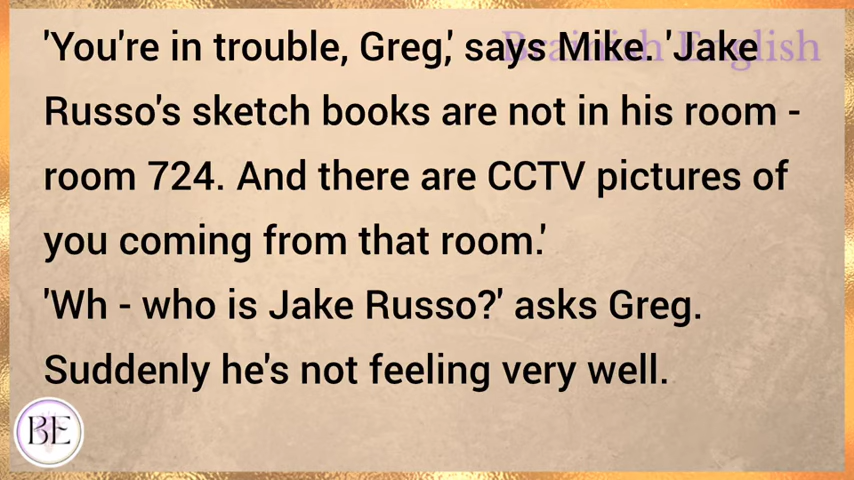 'You're in trouble, Greg,' says Mike. 'Jake
Brainish English
Russo's sketch books are not in his room -
room 724. And there are CCTV pictures of
you coming from that room.'
'Wh - who is Jake Russo?' asks Greg.
Suddenly he's not feeling very well.
BE